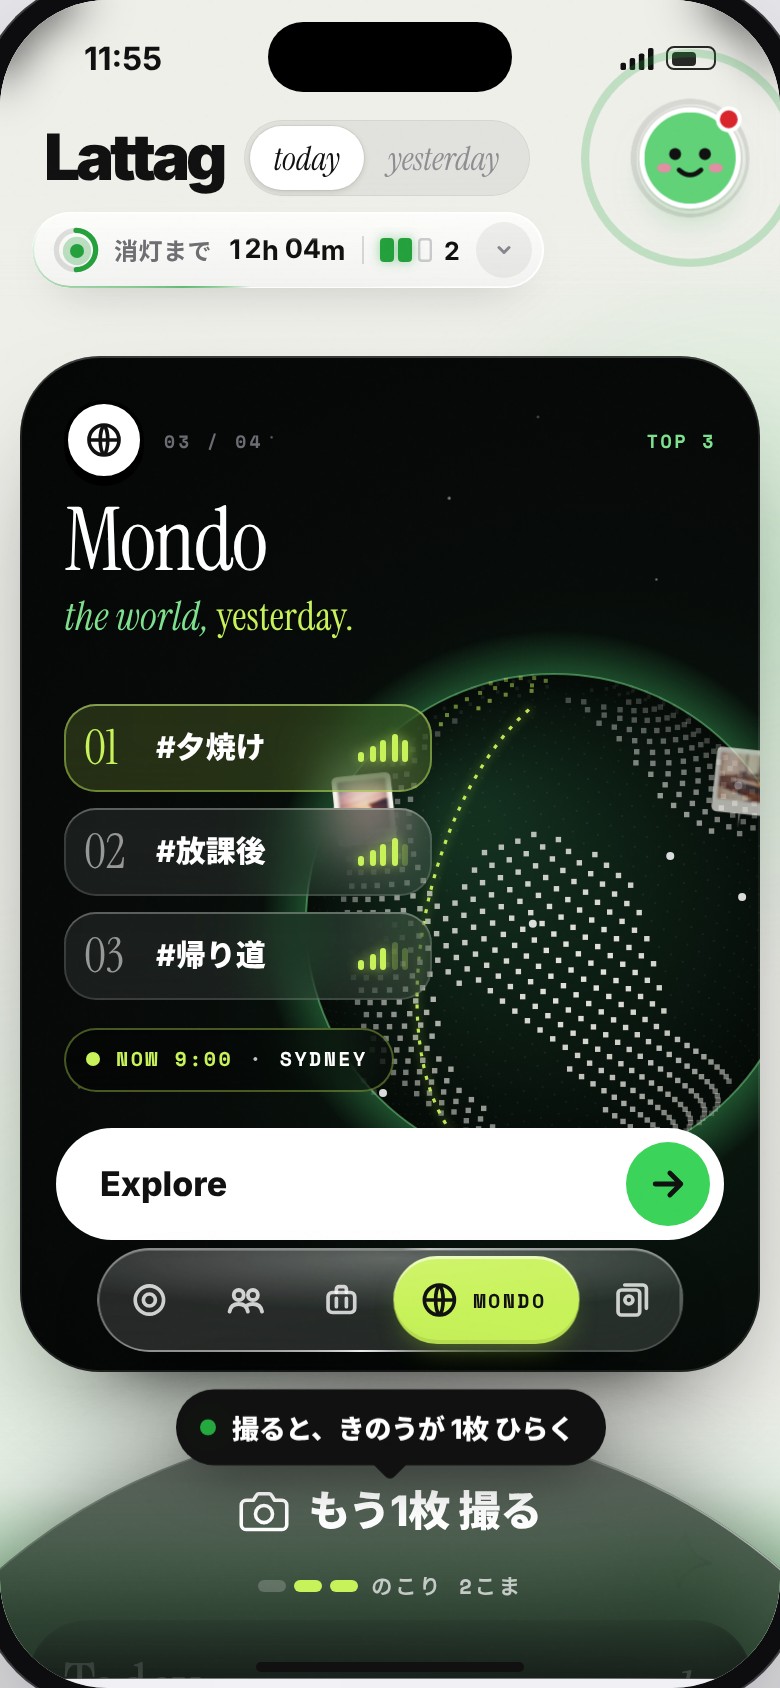 11:55
Lattag today yesterday
消灯まで 12h 04m 2
03 / 04 TOP 3
Mondo
the world, yesterday.
01 #夕焼け
02 #放課後
03 #帰り道
NOW 9:00 · SYDNEY
Explore
MONDO
撮ると、きのうが1枚ひらく
もう1枚 撮る
のこり 2こま